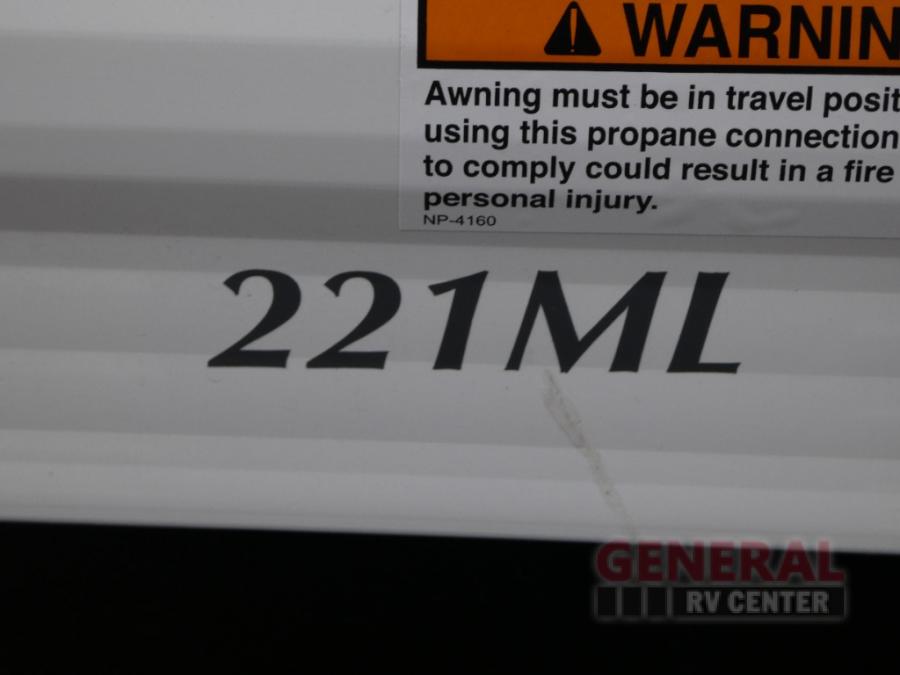 WARNIN
Awning must be in travel posit
using this propane connection
to comply could result in a fire
personal injury.
NP-4160
221ML
GENERAL
RV CENTER